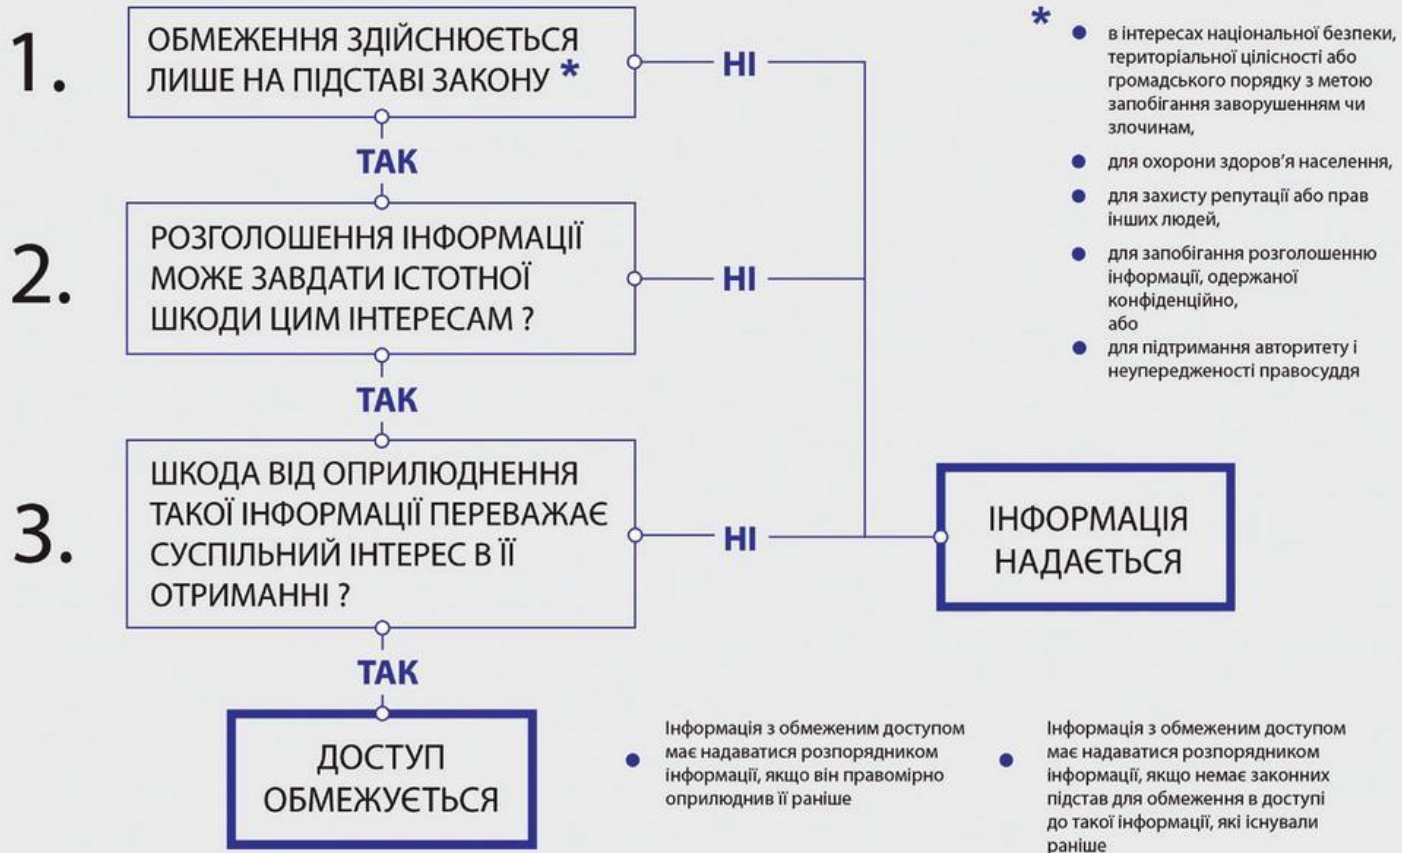 1.
ОБМЕЖЕННЯ ЗДІЙСНЮЄТЬСЯ
ЛИШЕ НА ПІДСТАВІ ЗАКОНУ *
НІ
ТАК
2.
РОЗГОЛОШЕННЯ ІНФОРМАЦІЇ
МОЖЕ ЗАВДАТИ ІСТОТНОЇ
ШКОДИ ЦИМ ІНТЕРЕСАМ ?
НІ
ТАК
3.
ШКОДА ВІД ОПРИЛЮДНЕННЯ
ТАКОЇ ІНФОРМАЦІЇ ПЕРЕВАЖАЄ
СУСПІЛЬНИЙ ІНТЕРЕС В ЇЇ
ОТРИМАННІ ?
НІ
ТАК
ДОСТУП
ОБМЕЖУЄТЬСЯ
ІНФОРМАЦІЯ
НАДАЄТЬСЯ
*
в інтересах національної безпеки,
територіальної цілісності або
громадського порядку з метою
запобігання заворушенням чи
злочинам,
для охорони здоров’я населення,
для захисту репутації або прав
інших людей,
для запобігання розголошенню
інформації, одержаної
конфіденційно,
або
для підтримання авторитету і
неупередженості правосуддя
Інформація з обмеженим доступом
має надаватися розпорядником
інформації, якщо він правомірно
оприлюднив її раніше
Інформація з обмеженим доступом
має надаватися розпорядником
інформації, якщо немає законних
підстав для обмеження в доступі
до такої інформації, які існували
раніше